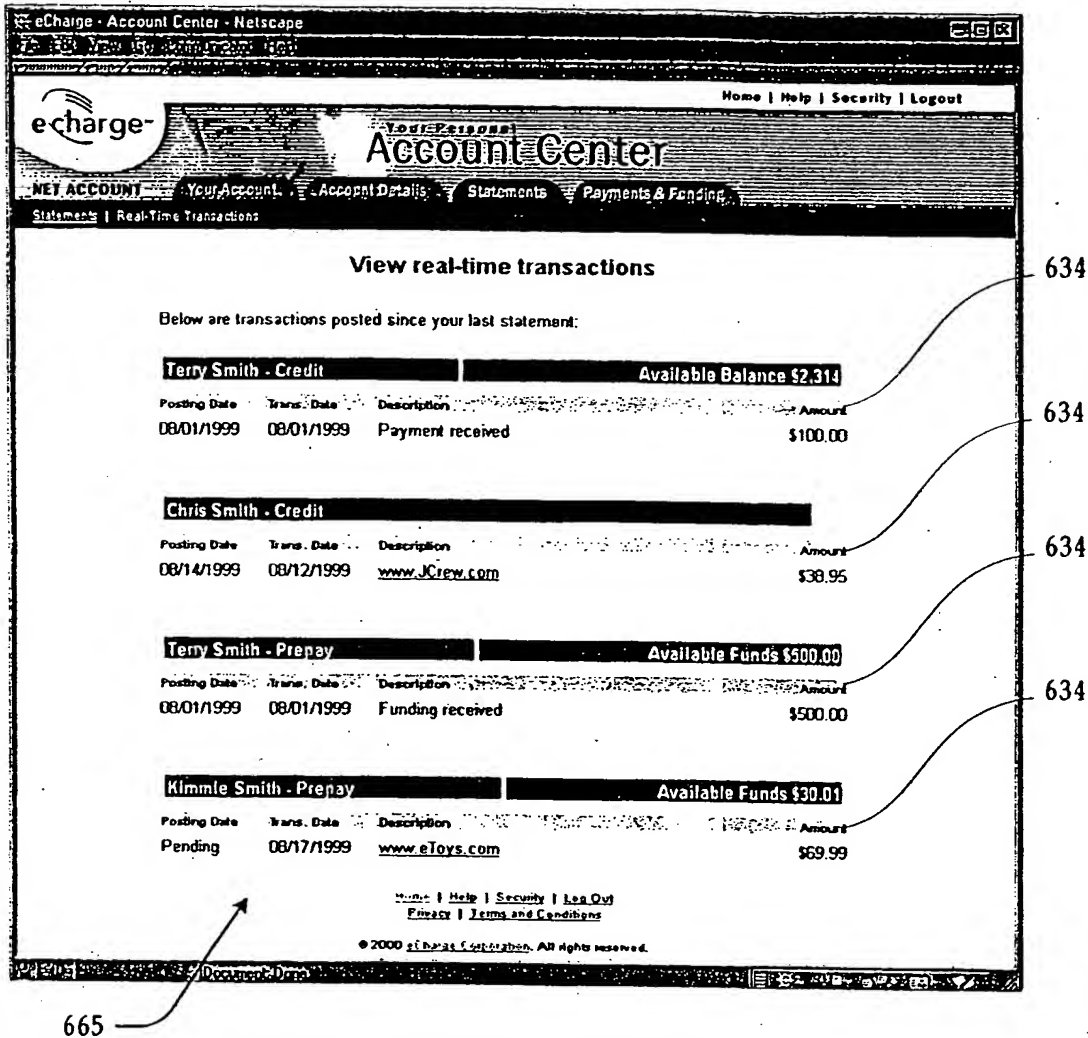 eCharge - Account Center - Netscape
Home | Help | Security | Logout
echarge
Your Personal
Account Center
NET ACCOUNT
Your Account
Account Details
Statements
Payments & Funding
Statements | Real-Time Transactions
View real-time transactions
Below are transactions posted since your last statement:
Terry Smith - Credit Available Balance $2,314
Posting Date Trans. Date Description Amount
08/01/1999 08/01/1999 Payment received $100.00
Chris Smith - Credit
Posting Date Trans. Date Description Amount
08/14/1999 08/12/1999 www.JCrew.com $38.95
Terry Smith - Prepay Available Funds $500.00
Posting Date Trans. Date Description Amount
08/01/1999 08/01/1999 Funding received $500.00
Kimmie Smith - Prepay Available Funds $30.01
Posting Date Trans. Date Description Amount
Pending 08/17/1999 www.eToys.com $69.99
Home | Help | Security | Log Out
Privacy | Terms and Conditions
© 2000 eCharge Corporation. All rights reserved.
Document: Done
634
634
634
634
665